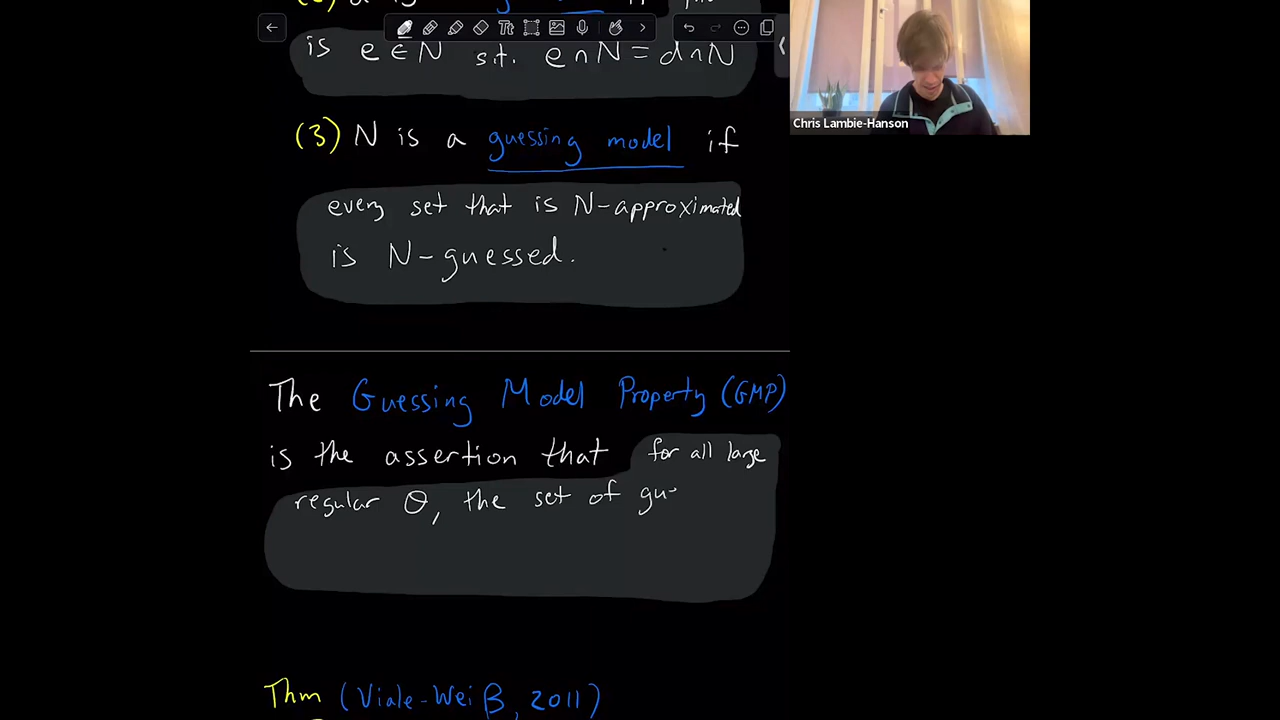 is e ∈ N s.t. e ∩ N = d ∩ N
(3) N is a guessing model if
every set that is N-approximated
is N-guessed.
The Guessing Model Property (GMP)
is the assertion that for all large
regular θ, the set of gu
Thm (Viale-Weiß, 2011)
Chris Lambie-Hanson